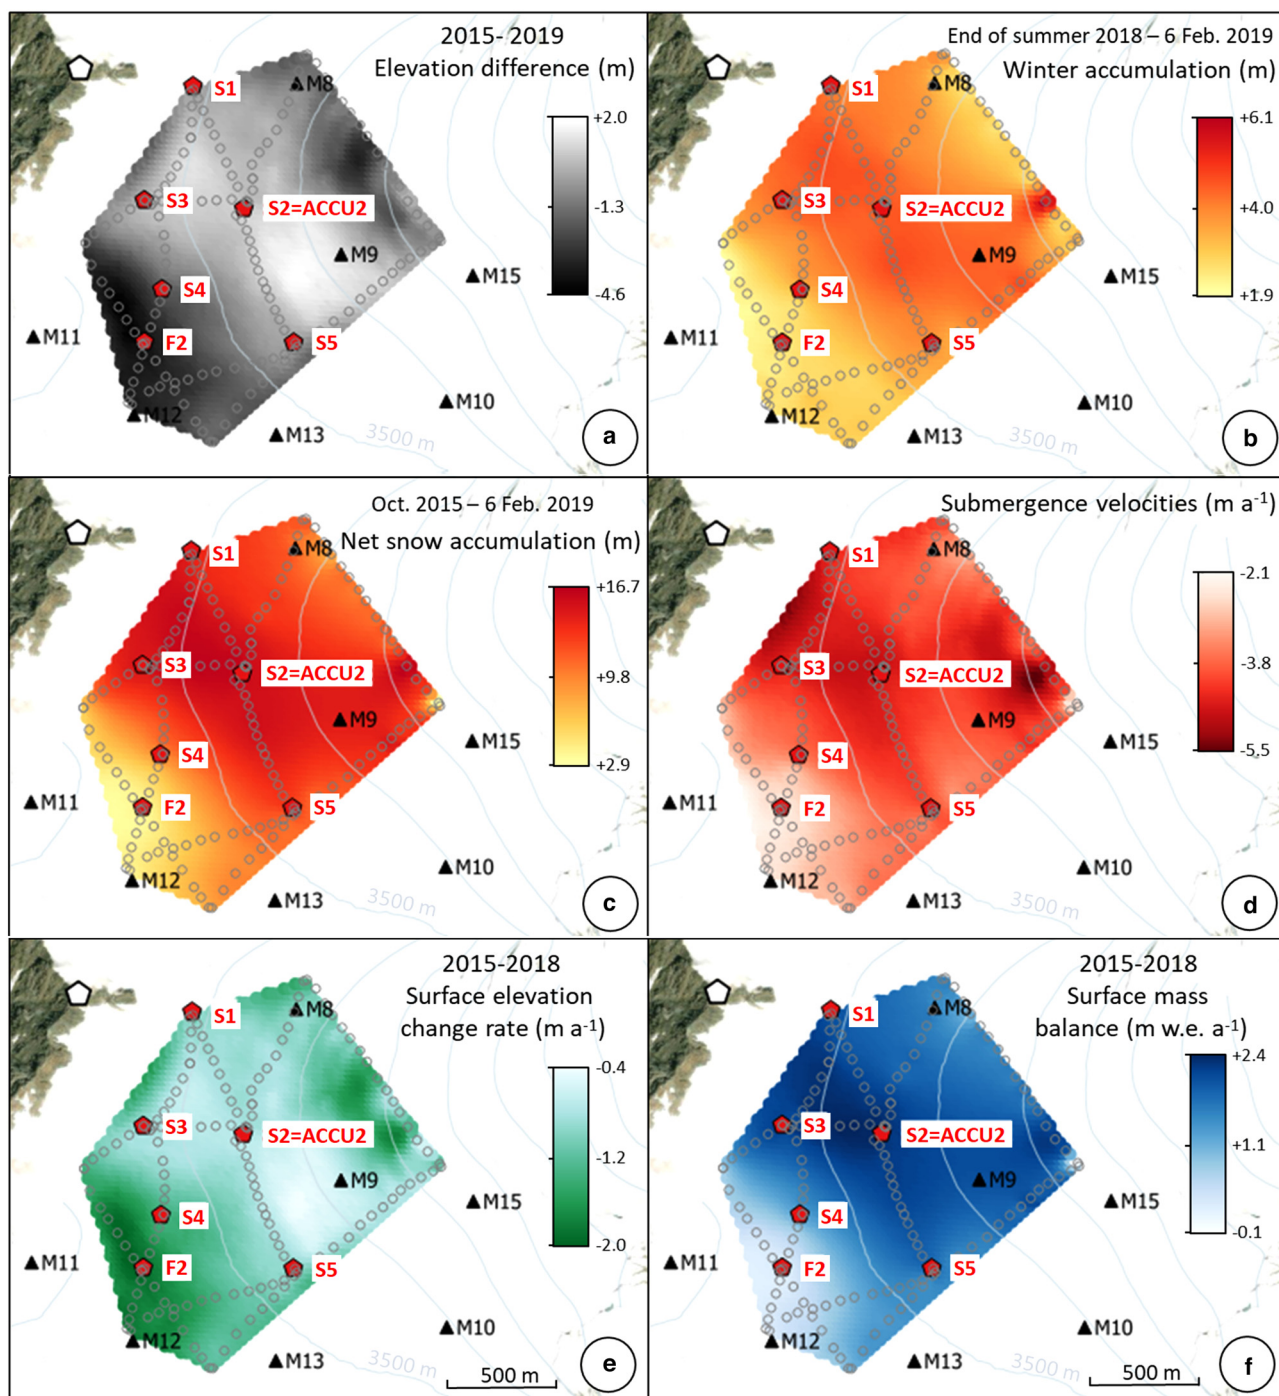 2015-2019
Elevation difference (m)
S1
M8
+2.0
S3
S2=ACCU2
-1.3
M9
M15
S4
-4.6
M11
F2
S5
M12
M10
M13
3500 m
a
End of summer 2018 – 6 Feb. 2019
Winter accumulation (m)
S1
M8
+6.1
S3
S2=ACCU2
+4.0
M9
M15
S4
+1.9
M11
F2
S5
M12
M10
M13
3500 m
b
Oct. 2015 – 6 Feb. 2019
Net snow accumulation (m)
S1
M8
+16.7
S3
S2=ACCU2
+9.8
M9
M15
S4
+2.9
M11
F2
S5
M12
M10
M13
3500 m
c
Submergence velocities (m a-1)
S1
M8
-2.1
S3
S2=ACCU2
-3.8
M9
M15
S4
-5.5
M11
F2
S5
M12
M10
M13
3500 m
d
2015-2018
Surface elevation
change rate (m a-1)
S1
M8
-0.4
S3
S2=ACCU2
-1.2
M9
M15
S4
-2.0
M11
F2
S5
M12
M10
M13
3500 m
500 m
e
2015-2018
Surface mass
balance (m w.e. a-1)
S1
M8
+2.4
S3
S2=ACCU2
+1.1
M9
M15
S4
-0.1
M11
F2
S5
M12
M10
M13
3500 m
500 m
f